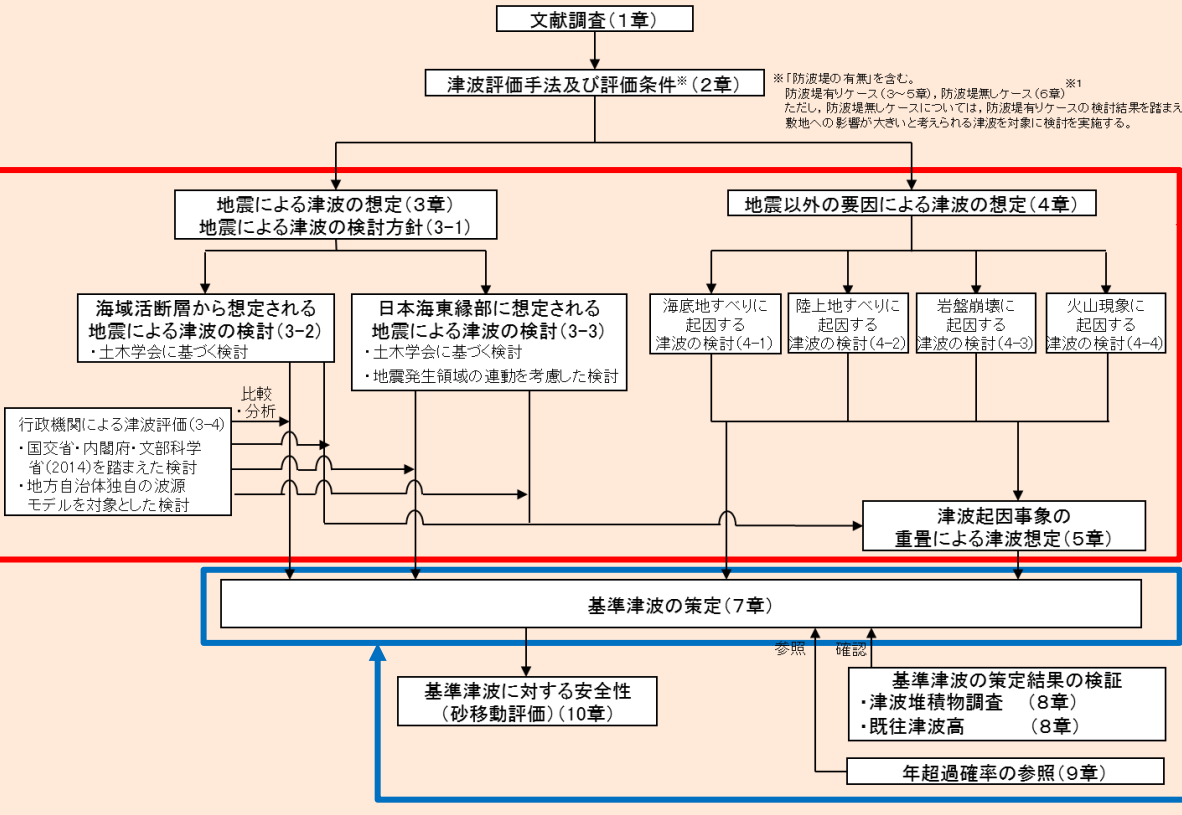 文献調査(1章)
津波評価手法及び評価条件※(2章)
※「防波堤の有無」を含む。
防波堤有りケース(3~5章),防波堤無しケース(6章)※1
ただし,防波堤無しケースについては,防波堤有りケースの検討結果を踏まえ
敷地への影響が大きいと考えられる津波を対象に検討を実施する。
地震による津波の想定(3章)
地震による津波の検討方針(3-1)
地震以外の要因による津波の想定(4章)
海域活断層から想定される
地震による津波の検討(3-2)
・土木学会に基づく検討
日本海東縁部に想定される
地震による津波の検討(3-3)
・土木学会に基づく検討
・地震発生領域の連動を考慮した検討
海底地すべりに
起因する
津波の検討(4-1)
陸上地すべりに
起因する
津波の検討(4-2)
岩盤崩壊に
起因する
津波の検討(4-3)
火山現象に
起因する
津波の検討(4-4)
比較
・分析
行政機関による津波評価(3-4)
・国交省・内閣府・文部科学
省(2014)を踏まえた検討
・地方自治体独自の波源
モデルを対象とした検討
津波起因事象の
重畳による津波想定(5章)
基準津波の策定(7章)
参照
確認
基準津波に対する安全性
(砂移動評価)(10章)
基準津波の策定結果の検証
・津波堆積物調査 (8章)
・既往津波高 (8章)
年超過確率の参照(9章)